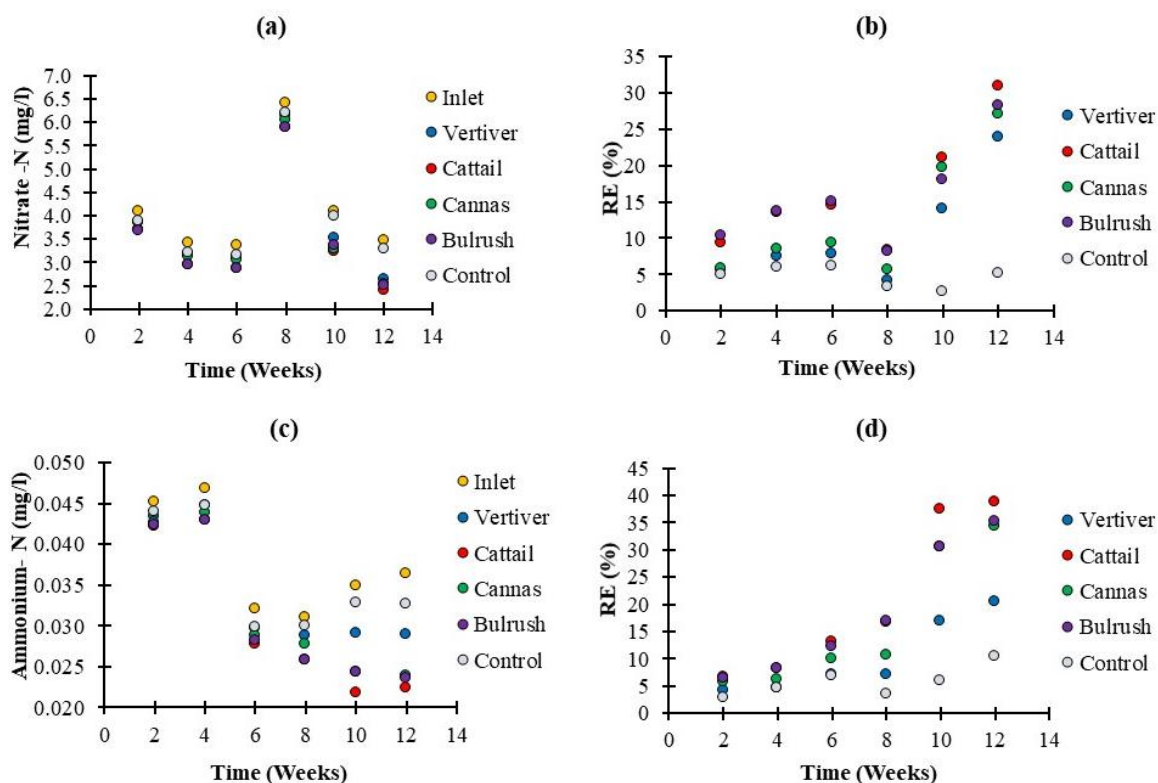 (a)
Nitrate -N (mg/l)
7.0
6.5
6.0
5.5
5.0
4.5
4.0
3.5
3.0
2.5
2.0
0 2 4 6 8 10 12 14
Time (Weeks)
Inlet
Vertiver
Cattail
Cannas
Bulrush
Control
(b)
RE (%)
35
30
25
20
15
10
5
0
0 2 4 6 8 10 12 14
Time (Weeks)
Vertiver
Cattail
Cannas
Bulrush
Control
(c)
Ammonium- N (mg/l)
0.050
0.045
0.040
0.035
0.030
0.025
0.020
0 2 4 6 8 10 12 14
Time (Weeks)
Inlet
Vertiver
Cattail
Cannas
Bulrush
Control
(d)
RE (%)
45
40
35
30
25
20
15
10
5
0
0 2 4 6 8 10 12 14
Time (Weeks)
Vertiver
Cattail
Cannas
Bulrush
Control